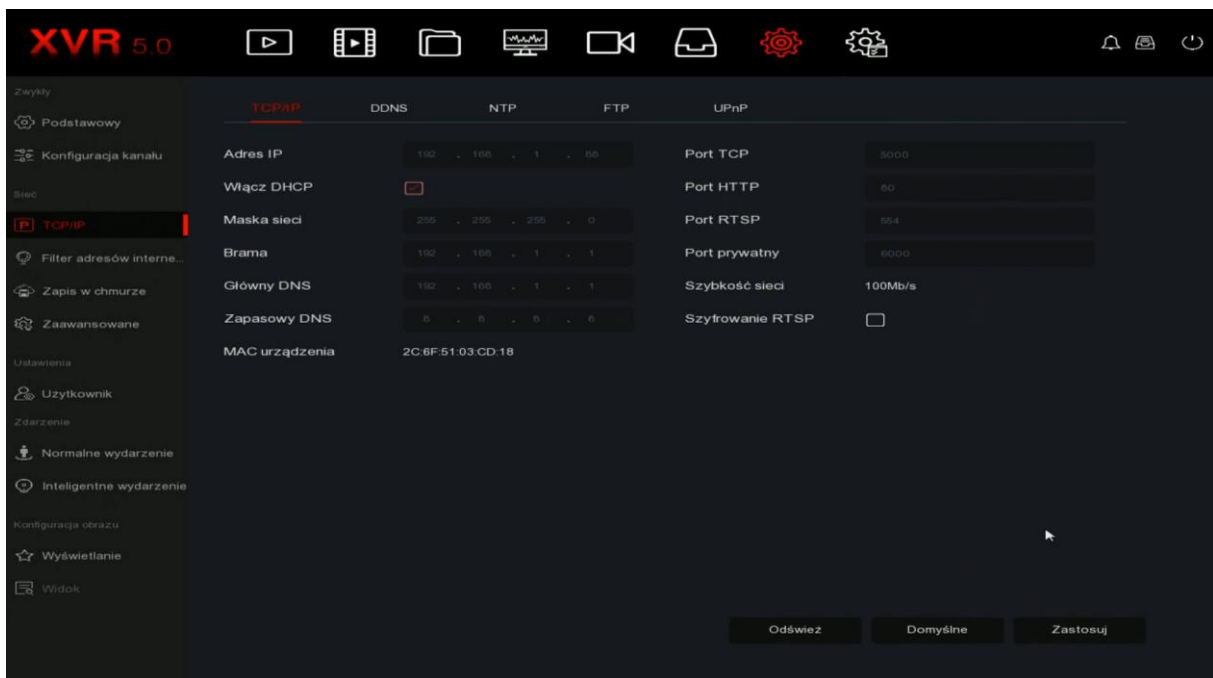 XVR 5.0
Zwykły
Podstawowy
Konfiguracja kanału
Sieć
P TCP/IP
Filter adresów interne...
Zapis w chmurze
Zaawansowane
Ustawienia
Użytkownik
Zdarzenie
Normalne wydarzenie
Inteligentne wydarzenie
Konfiguracja obrazu
Wyświetlanie
Widok
TCP/IP DDNS NTP FTP UPnP
Adres IP 192 . 168 . 1 .
Włącz DHCP
Maska sieci 255 . 255 . 255 . 0
Brama 192 . 168 . 1 . 1
Główny DNS 192 . 168 . 1 . 1
Zapasowy DNS
MAC urządzenia 2C:6F:51:03:CD:18
Port TCP 5000
Port HTTP 80
Port RTSP 554
Port prywatny 6000
Szybkość sieci 100Mb/s
Szyfrowanie RTSP
Odśwież Domyślne Zastosuj